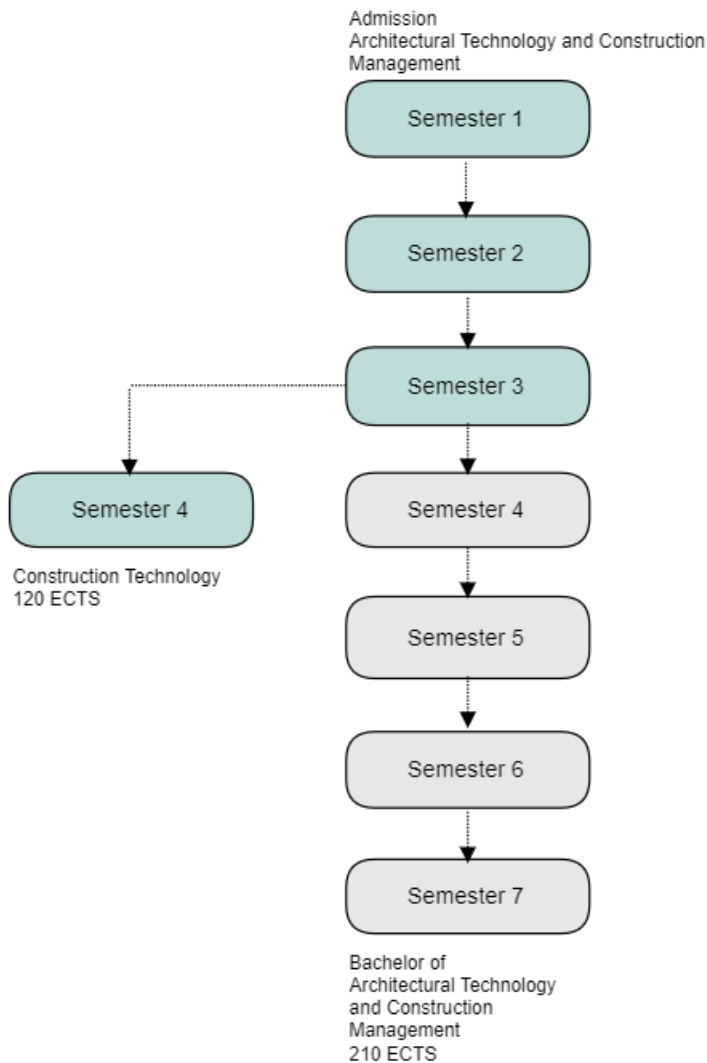 Admission
Architectural Technology and Construction
Management
Semester 1
Semester 2
Semester 3
Semester 4
Semester 4
Construction Technology
120 ECTS
Semester 5
Semester 6
Semester 7
Bachelor of
Architectural Technology
and Construction
Management
210 ECTS